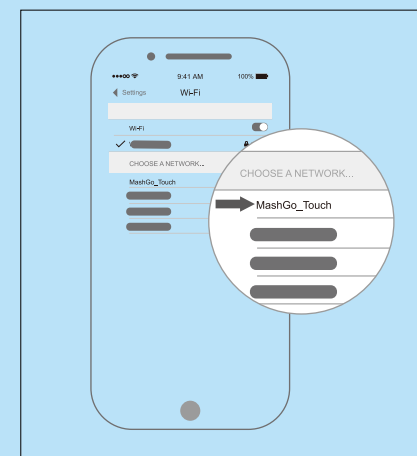 9:41 AM
100%
Settings
Wi-Fi
Wi-Fi
CHOOSE A NETWORK...
MashGo_Touch
CHOOSE A NETWORK...
MashGo_Touch